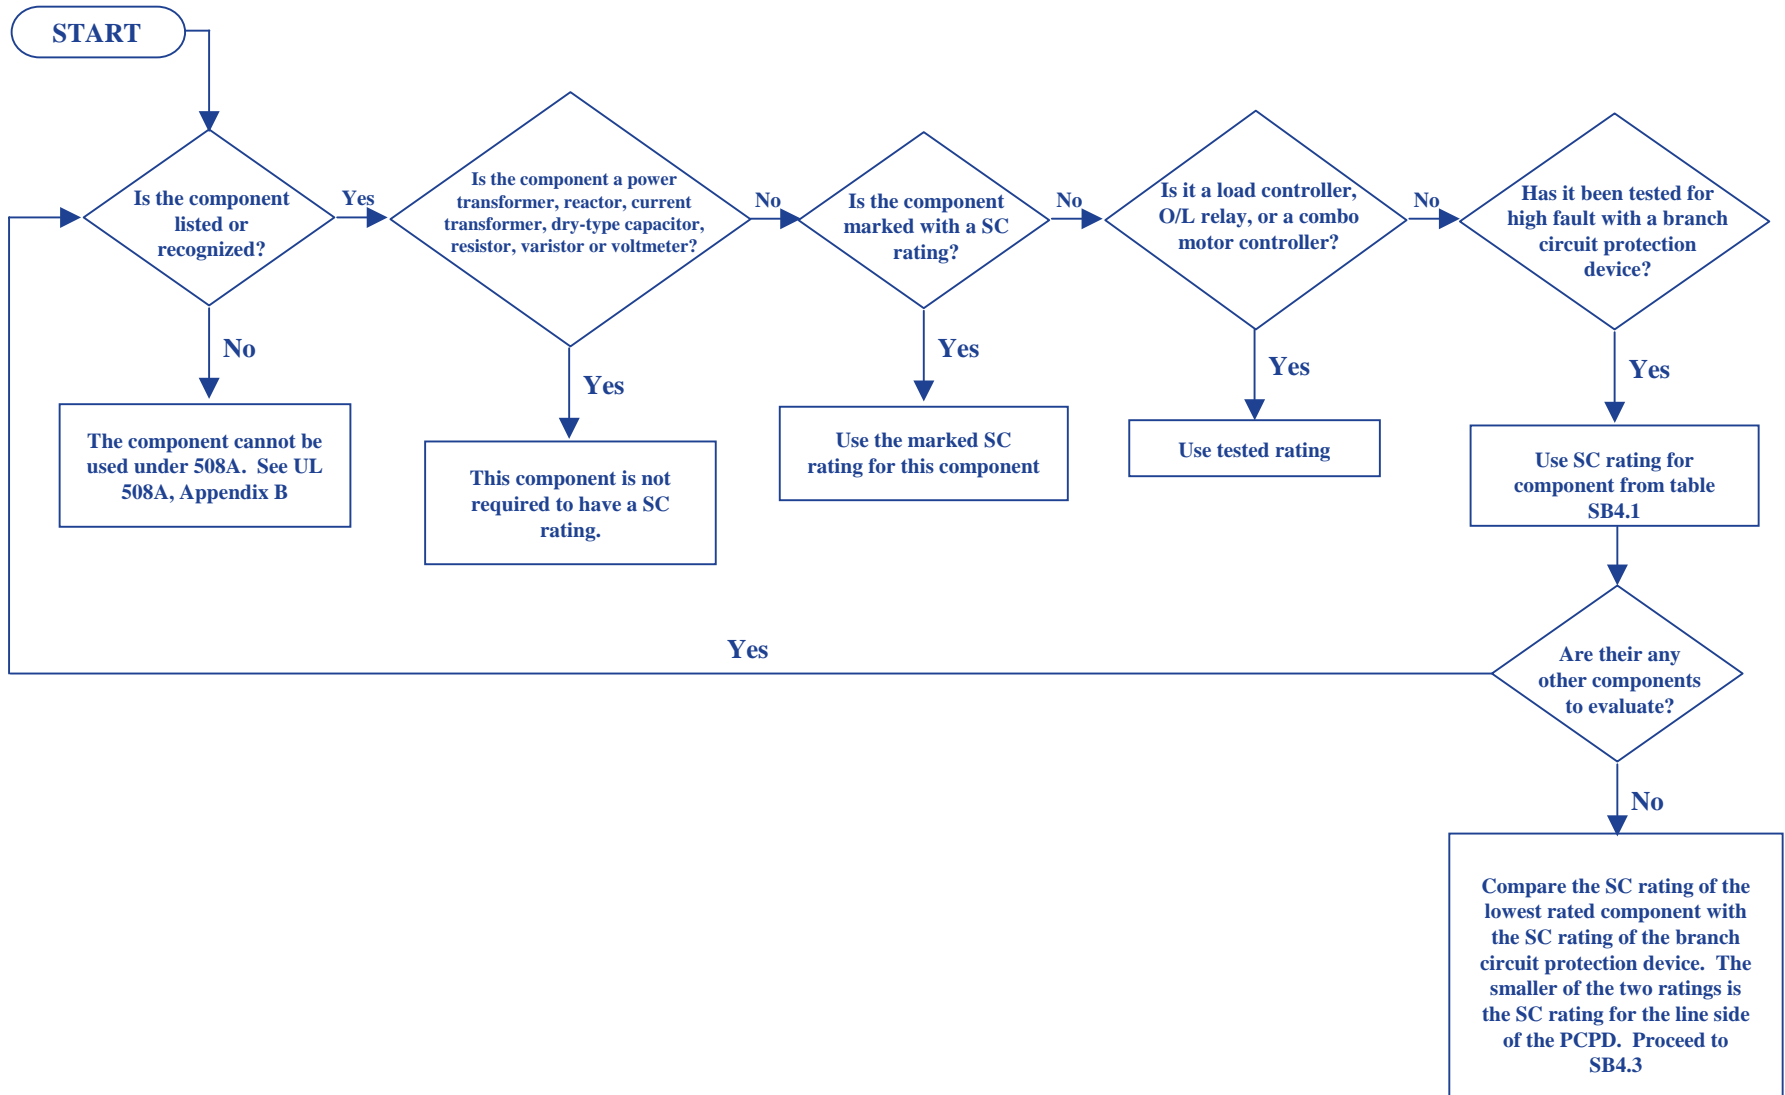 START
Is the component
listed or
recognized?
Yes
Is the component a power
transformer, reactor, current
transformer, dry-type capacitor,
resistor, varistor or voltmeter?
No
Is the component
marked with a SC
rating?
No
Is it a load controller,
O/L relay, or a combo
motor controller?
No
Has it been tested for
high fault with a branch
circuit protection
device?
No
Yes
Yes
Yes
Yes
The component cannot be
used under 508A.  See UL
508A, Appendix B
This component is not
required to have a SC
rating.
Use the marked SC
rating for this component
Use tested rating
Use SC rating for
component from table
SB4.1
Yes
Are their any
other components
to evaluate?
No
Compare the SC rating of the
lowest rated component with
the SC rating of the branch
circuit protection device.  The
smaller of the two ratings is
the SC rating for the line side
of the PCPD.  Proceed to
SB4.3